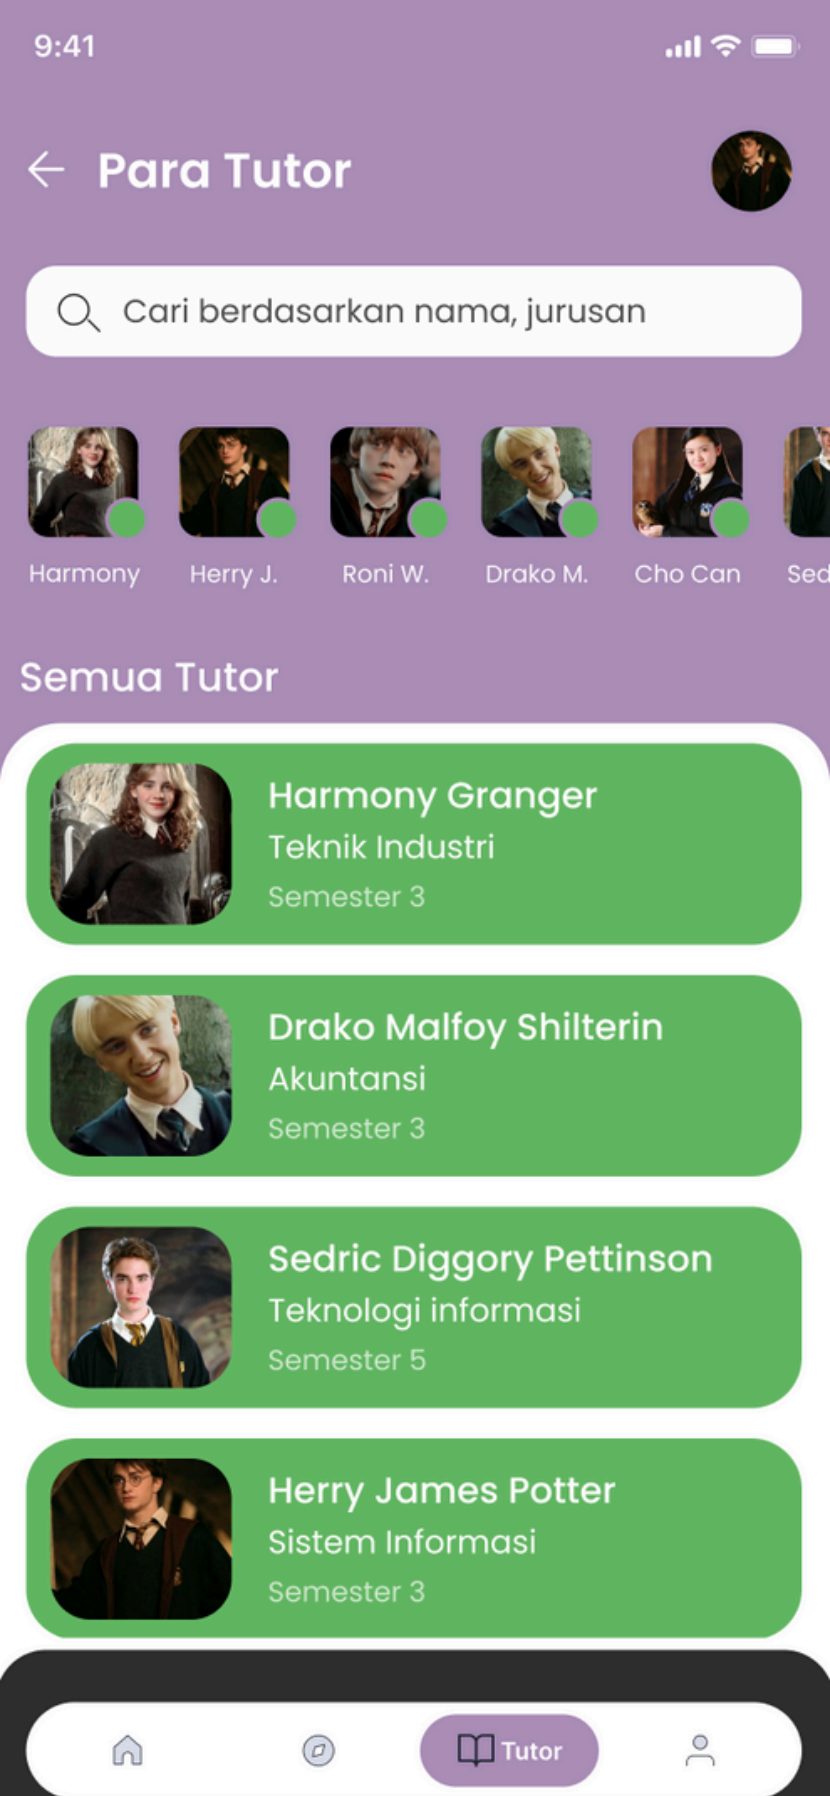 9:41
Para Tutor
Cari berdasarkan nama, jurusan
Harmony Herry J. Roni W. Drako M. Cho Can Sed
Semua Tutor
Harmony Granger
Teknik Industri
Semester 3
Drako Malfoy Shilterin
Akuntansi
Semester 3
Sedric Diggory Pettinson
Teknologi informasi
Semester 5
Herry James Potter
Sistem Informasi
Semester 3
Tutor